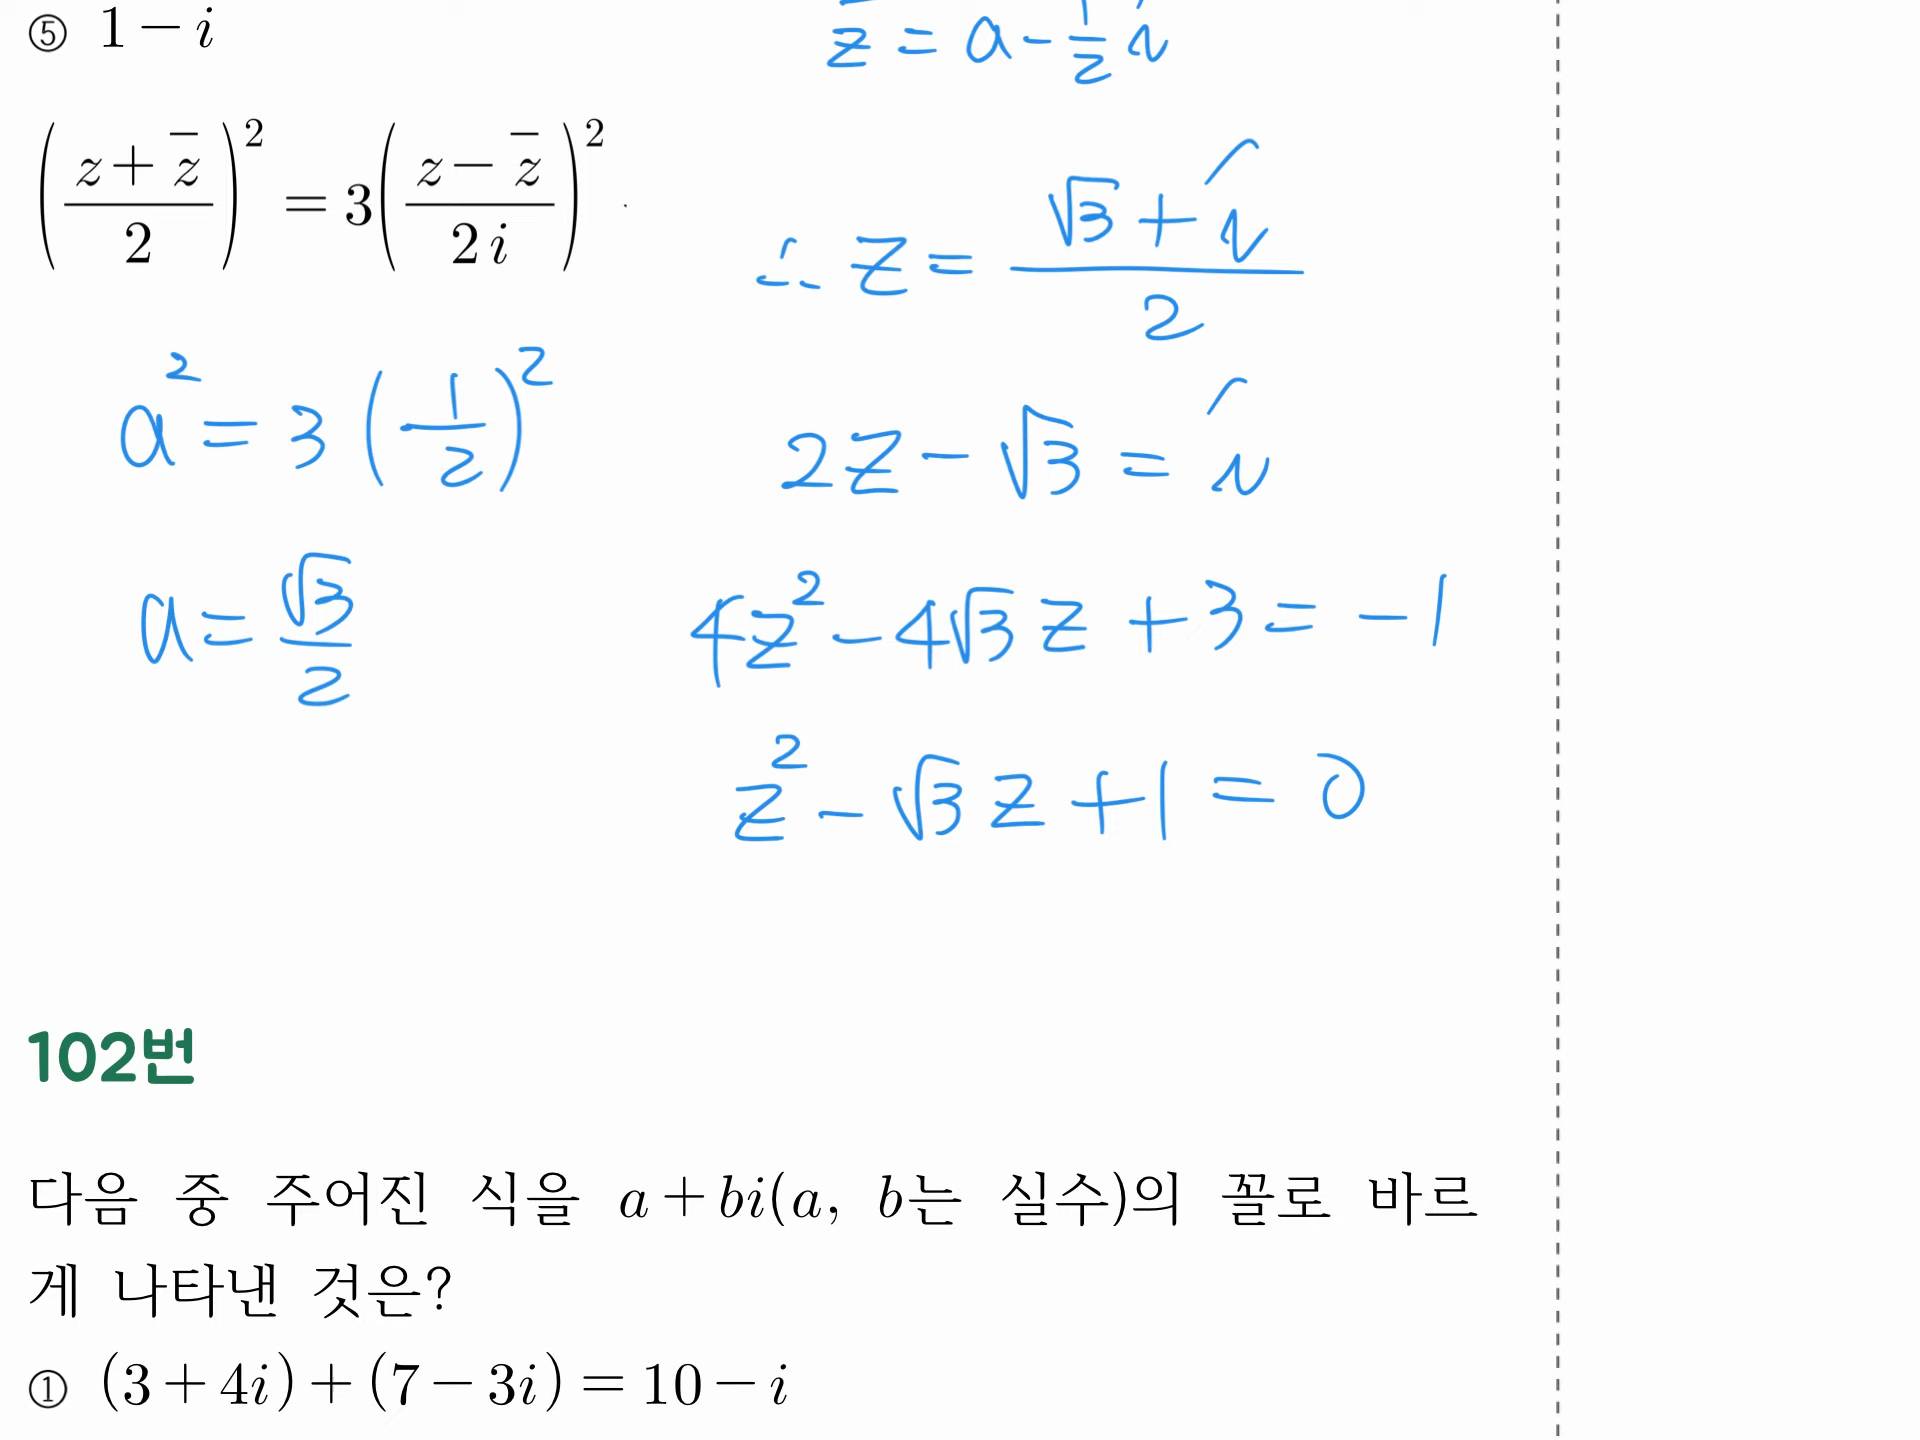 ⑤ 1 − i
z̄ = a − 1/2 i
((z + z̄)/2)² = 3((z − z̄)/(2i))².
∴ z = (√3 + i)/2
a² = 3(1/2)²
2z − √3 = i
a = √3/2
4z² − 4√3z + 3 = −1
z² − √3z + 1 = 0
102번
다음 중 주어진 식을 a + bi(a, b는 실수)의 꼴로 바르
게 나타낸 것은?
① (3 + 4i) + (7 − 3i) = 10 − i